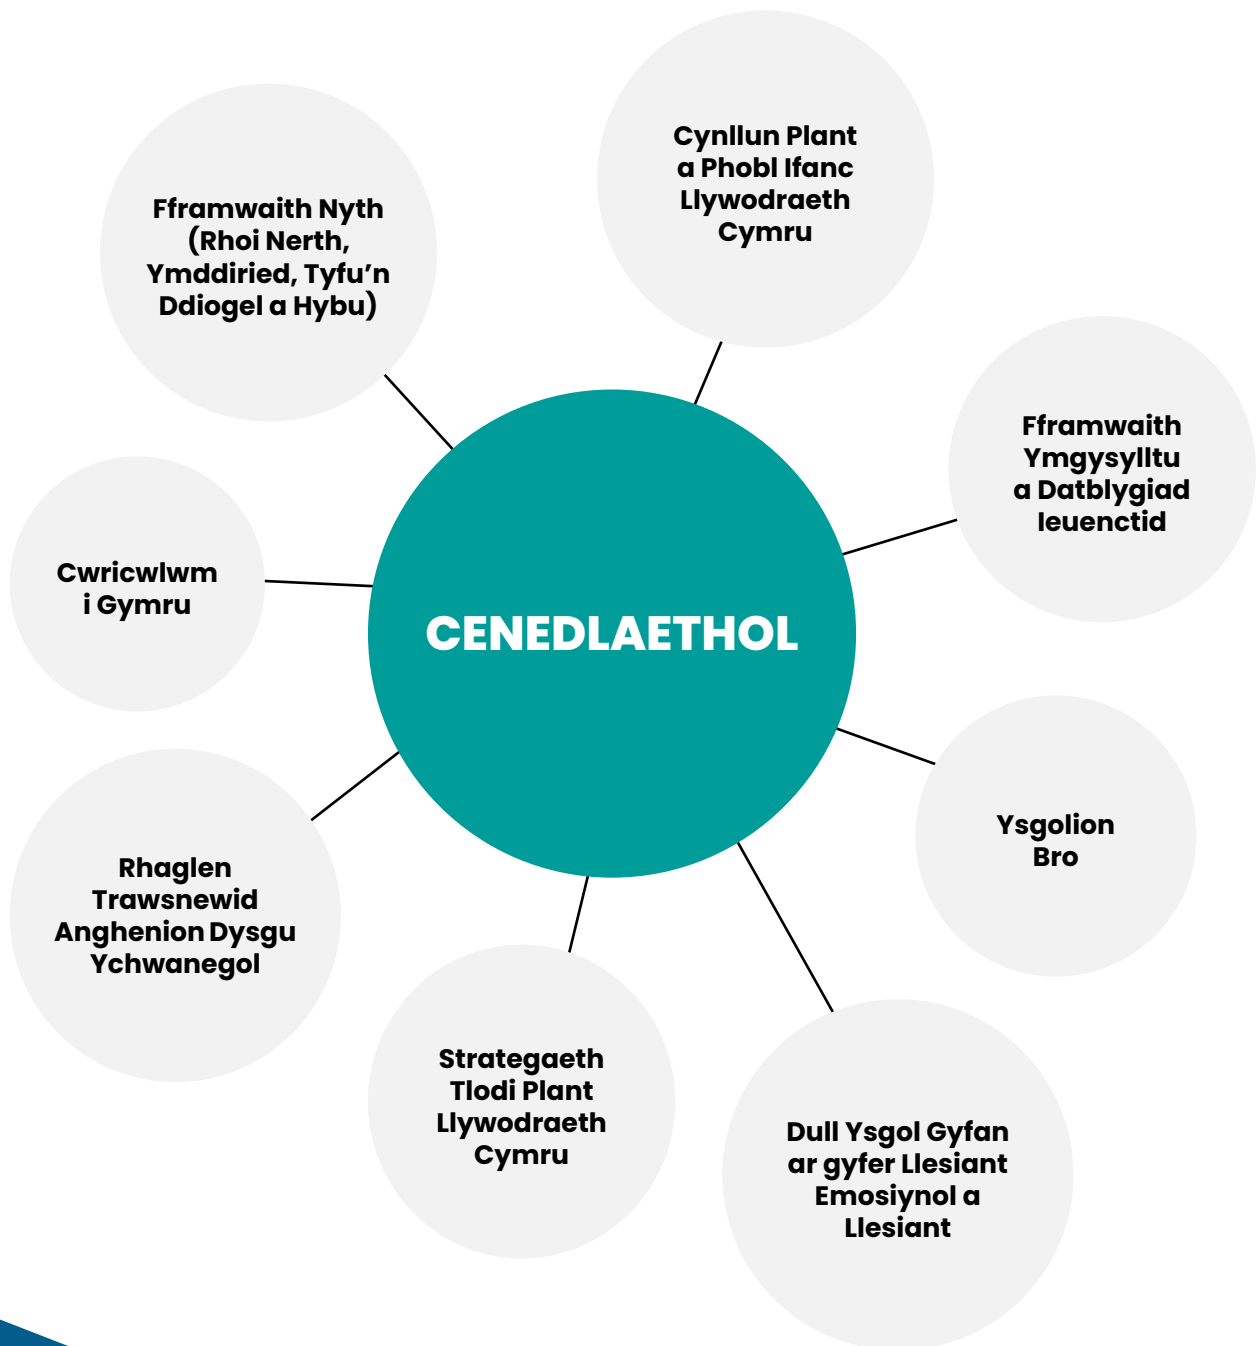 Cynllun Plant
a Phobl Ifanc
Llywodraeth
Cymru
Fframwaith Nyth
(Rhoi Nerth,
Ymddiried, Tyfu’n
Ddiogel a Hybu)
Fframwaith
Ymgysylltu
a Datblygiad
Ieuenctid
Cwricwlwm
i Gymru
CENEDLAETHOL
Ysgolion
Bro
Rhaglen
Trawsnewid
Anghenion Dysgu
Ychwanegol
Strategaeth
Tlodi Plant
Llywodraeth
Cymru
Dull Ysgol Gyfan
ar gyfer Llesiant
Emosiynol a
Llesiant